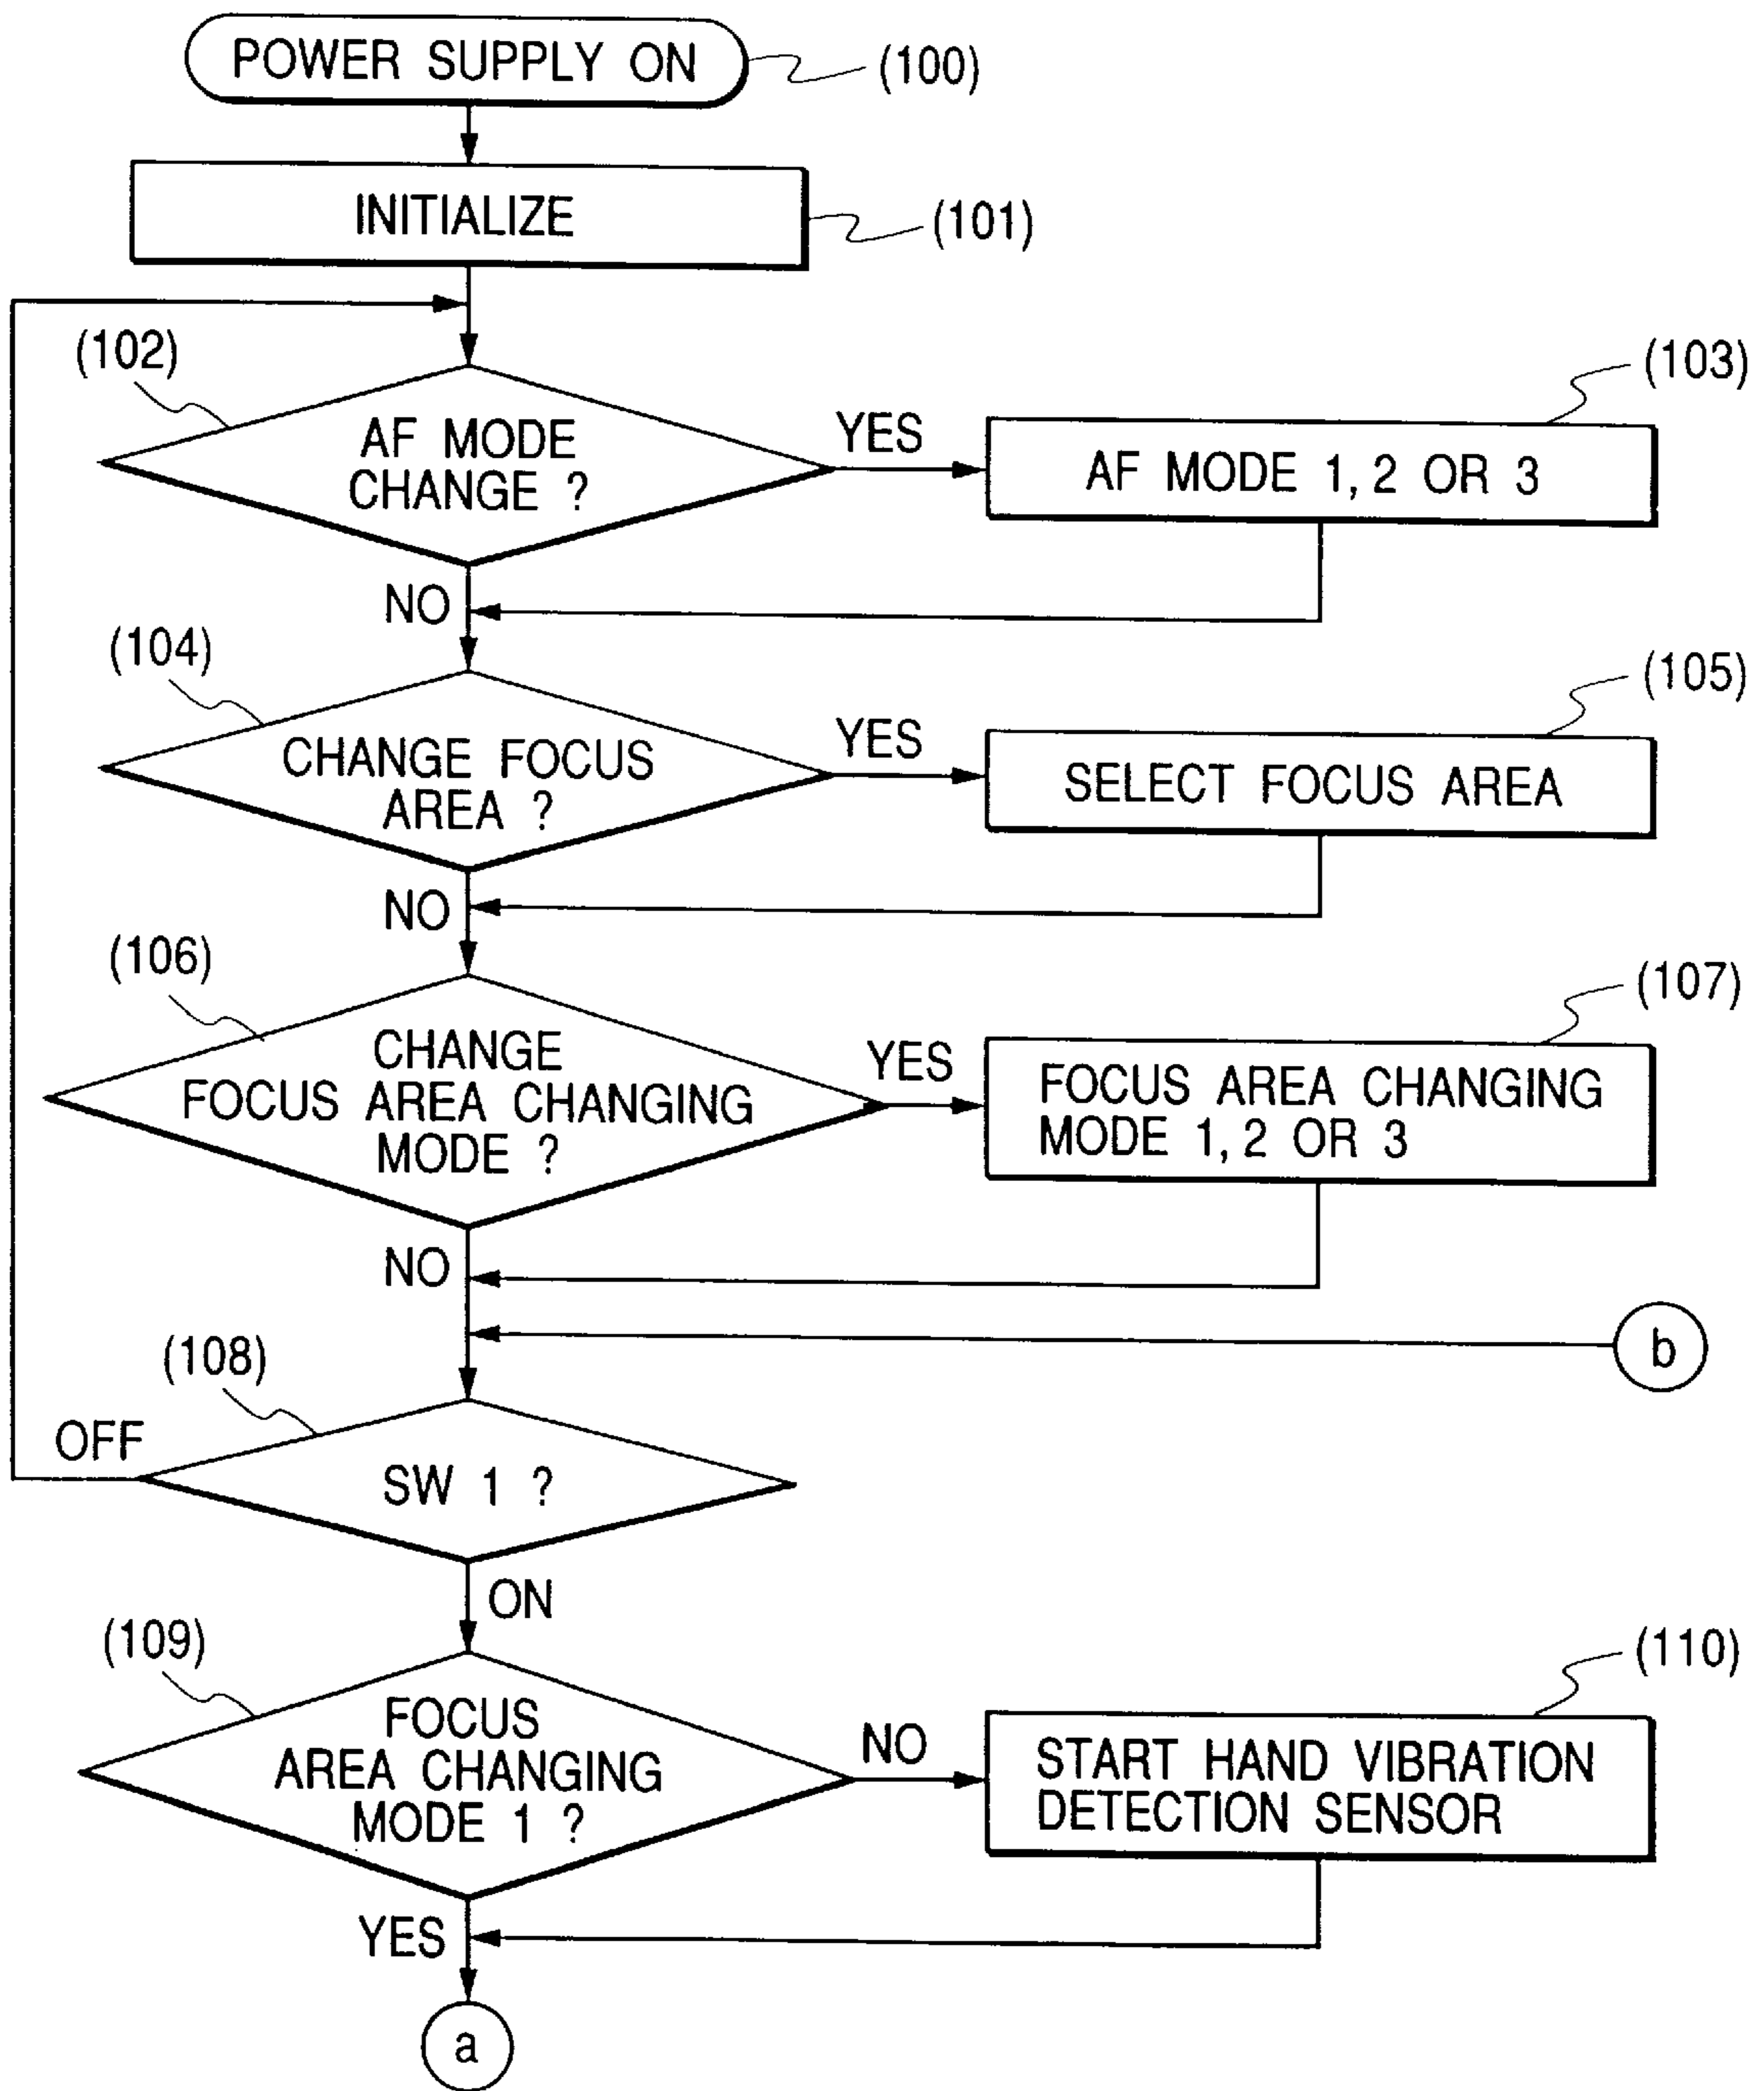 POWER SUPPLY ON
(100)
INITIALIZE
(101)
(102)
AF MODE
CHANGE ?
YES
(103)
AF MODE 1, 2 OR 3
NO
(104)
CHANGE FOCUS
AREA ?
YES
(105)
SELECT FOCUS AREA
NO
(106)
CHANGE
FOCUS AREA CHANGING
MODE ?
YES
(107)
FOCUS AREA CHANGING
MODE 1, 2 OR 3
NO
b
(108)
OFF
SW 1 ?
ON
(109)
FOCUS
AREA CHANGING
MODE 1 ?
NO
(110)
START HAND VIBRATION
DETECTION SENSOR
YES
a